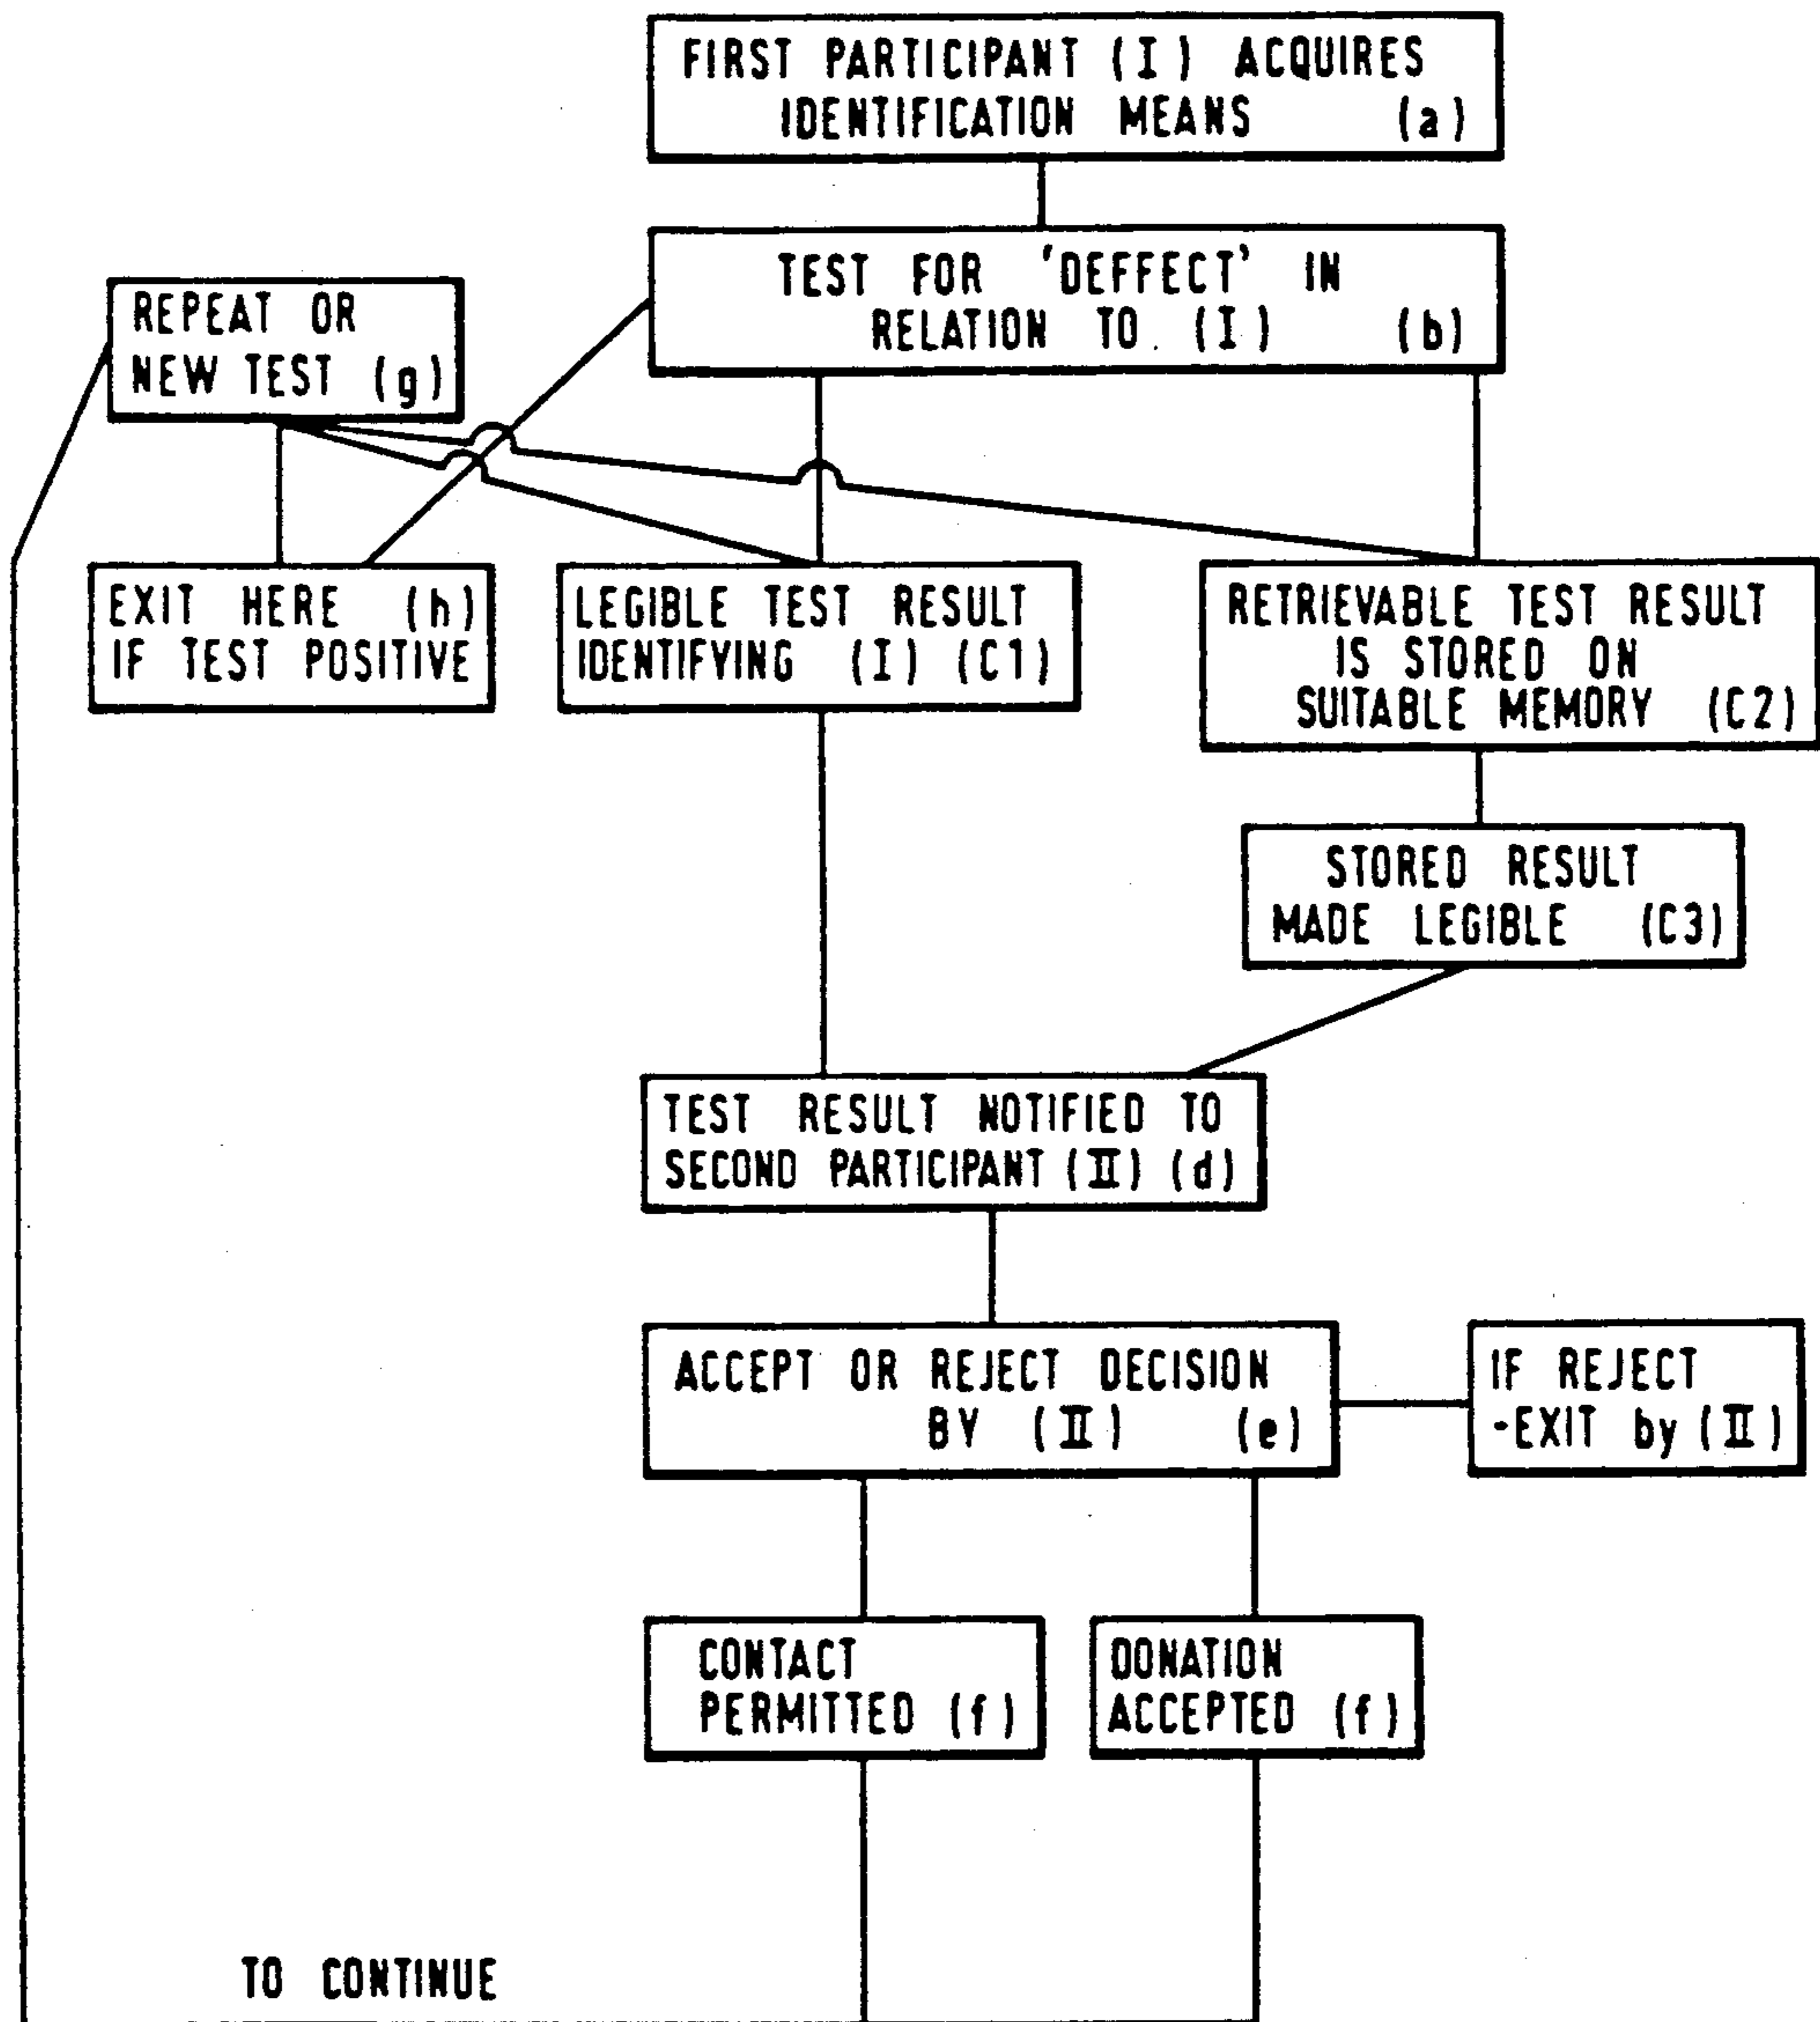 FIRST PARTICIPANT (I) ACQUIRES
IDENTIFICATION MEANS (a)
TEST FOR 'DEFFECT' IN
RELATION TO (I) (b)
REPEAT OR
NEW TEST (g)
EXIT HERE (h)
IF TEST POSITIVE
LEGIBLE TEST RESULT
IDENTIFYING (I) (C1)
RETRIEVABLE TEST RESULT
IS STORED ON
SUITABLE MEMORY (C2)
STORED RESULT
MADE LEGIBLE (C3)
TEST RESULT NOTIFIED TO
SECOND PARTICIPANT (II) (d)
ACCEPT OR REJECT DECISION
BY (II) (e)
IF REJECT
-EXIT by (II)
CONTACT
PERMITTED (f)
DONATION
ACCEPTED (f)
TO CONTINUE